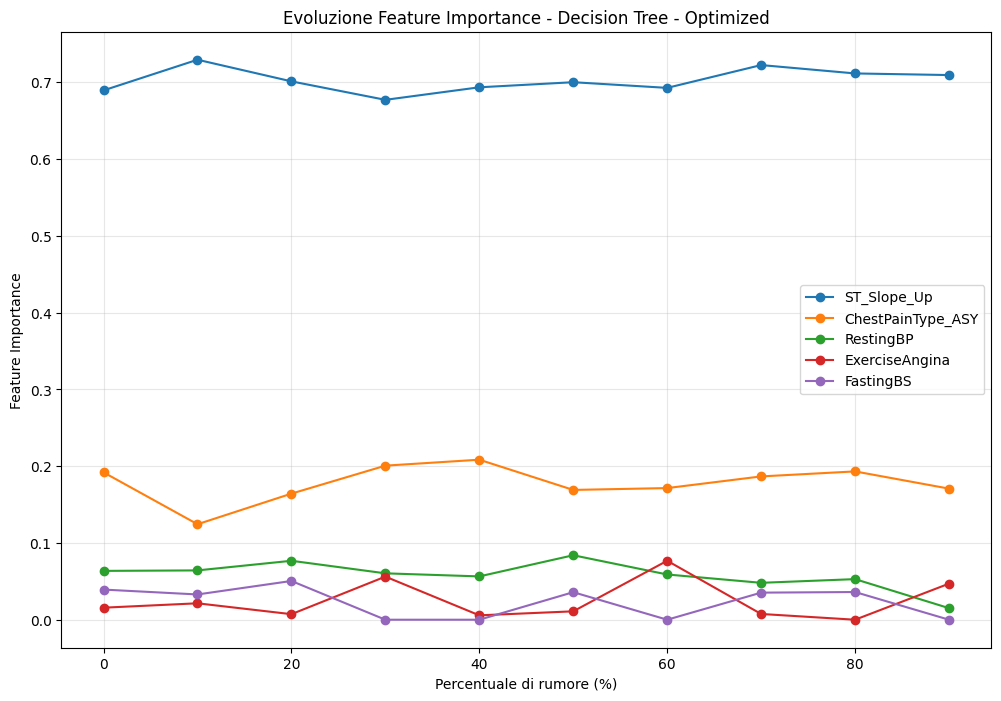 Evoluzione Feature Importance - Decision Tree - Optimized
Feature Importance
0.7
0.6
0.5
0.4
0.3
0.2
0.1
0.0
ST_Slope_Up
ChestPainType_ASY
RestingBP
ExerciseAngina
FastingBS
0 20 40 60 80
Percentuale di rumore (%)